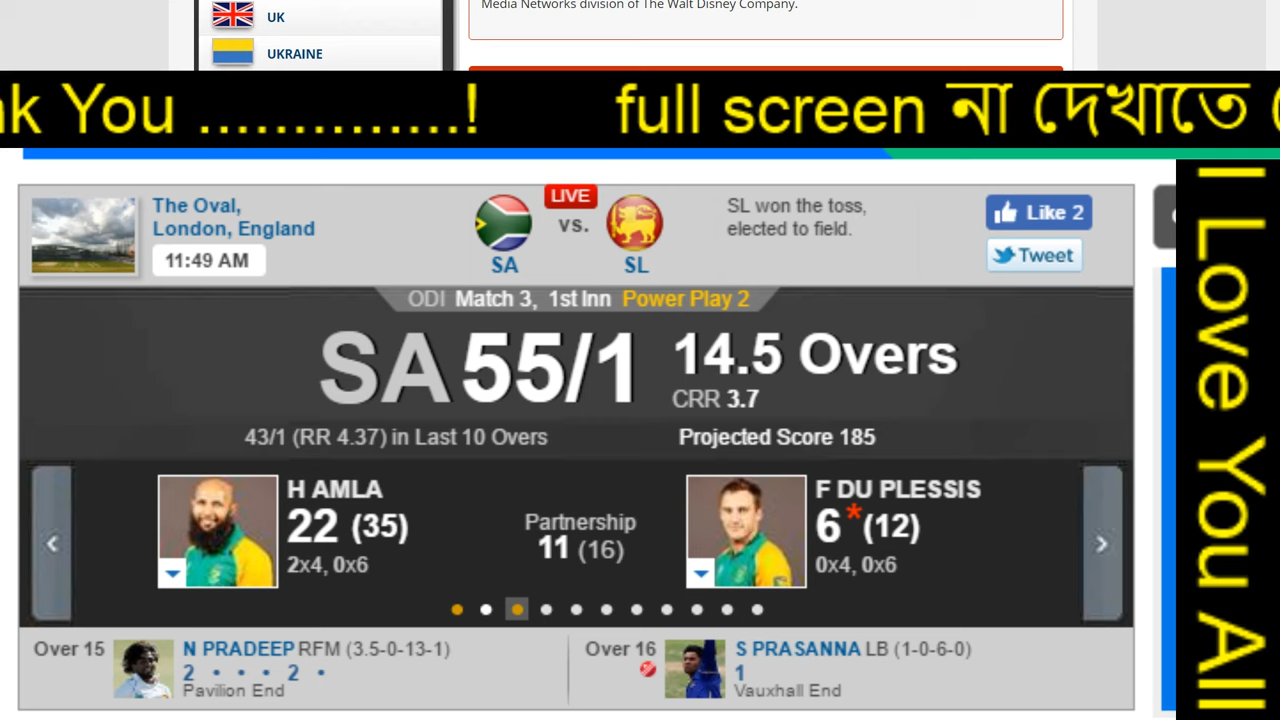 Media Networks division of The Walt Disney Company.
UK
UKRAINE
nk You ..............! full screen না দেখাতে
I Love You All
The Oval,
London, England
11:49 AM
LIVE
vs.
SA
SL
SL won the toss,
elected to field.
Like 2
Tweet
ODI Match 3, 1st Inn Power Play 2
SA 55/1
14.5 Overs
CRR 3.7
43/1 (RR 4.37) in Last 10 Overs
Projected Score 185
H AMLA
22 (35)
2x4, 0x6
Partnership
11 (16)
F DU PLESSIS
6* (12)
0x4, 0x6
Over 15
N PRADEEP RFM (3.5-0-13-1)
2 • • • 2 •
Pavilion End
Over 16
S PRASANNA LB (1-0-6-0)
1
Vauxhall End